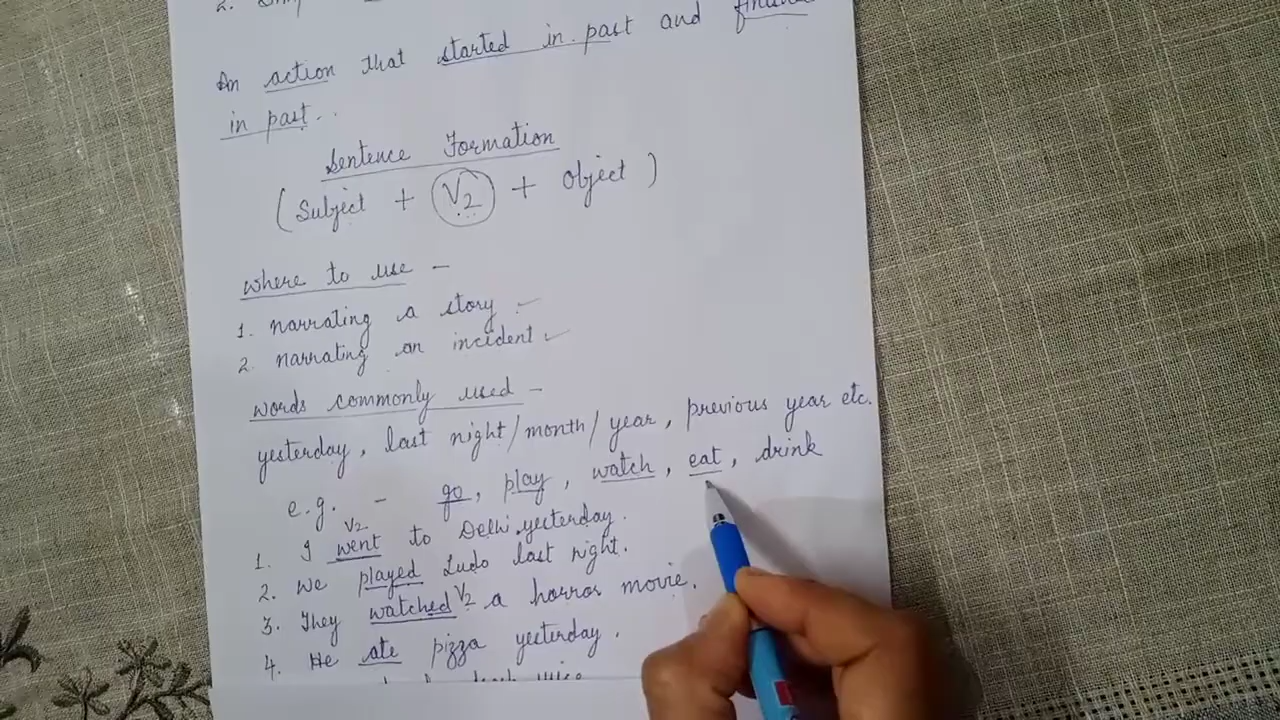 2.
An action that started in past and
in past..
Sentence Formation
(Subject + V2 + Object)
where to use -
1. narrating a story ✓
2. narrating an incident ✓
words commonly used -
yesterday, last night/month/year, previous year etc.
e.g. - go, play, watch, eat, drink
V2
1. I went to Delhi yesterday.
2. We played Ludo last night.
3. They watched V2 a horror movie.
4. He ate pizza yesterday.